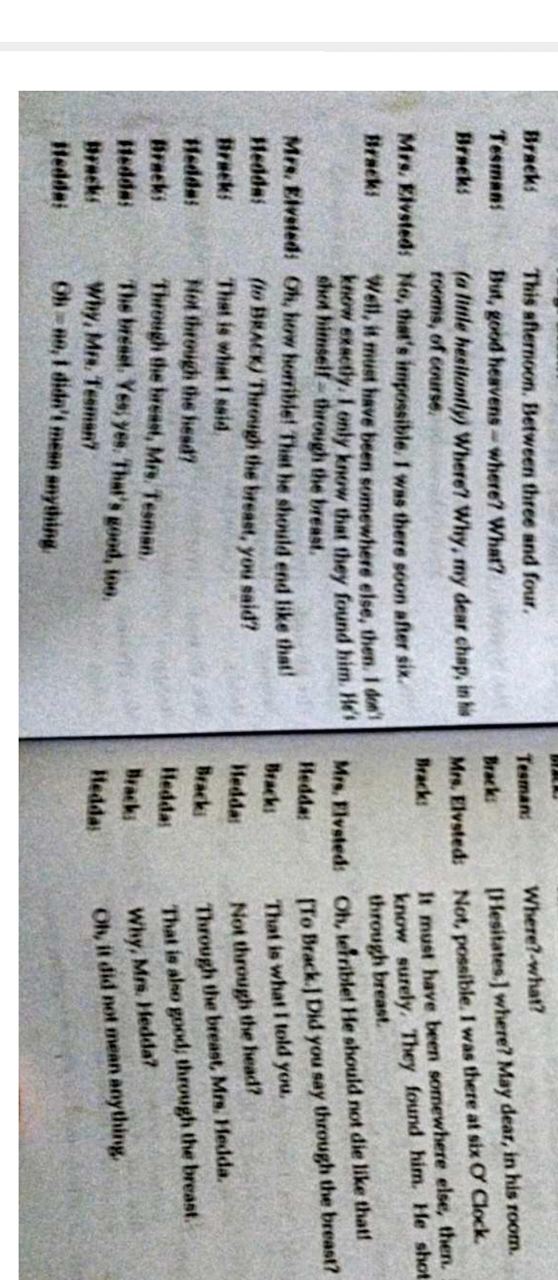 Brack: This afternoon. Between three and four.
Tesman: But, good heavens – where? What?
Brack: (a little hesitantly) Where? Why, my dear chap, in his
rooms, of course.
Mrs. Elvsted: No, that's impossible. I was there soon after six.
Brack: Well, it must have been somewhere else, then. I don't
know exactly. I only know that they found him. He's
shot himself – through the breast.
Mrs. Elvsted: Oh, how horrible! That he should end like that!
Hedda: (to BRACK) Through the breast, you said?
Brack: That is what I said.
Hedda: Not through the head?
Brack: Through the breast, Mrs. Tesman.
Hedda: The breast. Yes; yes. That's good, too.
Brack: Why, Mrs. Tesman?
Hedda: Oh – no, I didn't mean anything.
Tesman: Where?-what?
Brack: [Hesitates.] where? May dear, in his room.
Mrs. Elvsted: Not, possible. I was there at six O' Clock.
Brack: It must have been somewhere else, then.
know surely. They found him. He shot
through breast.
Mrs. Elvsted: Oh, terrible! He should not die like that!
Hedda: [To Brack.] Did you say through the breast?
Brack: That is what I told you.
Hedda: Not through the head?
Brack: Through the breast, Mrs. Hedda.
Hedda: That is also good; through the breast.
Brack: Why, Mrs. Hedda?
Hedda: Oh, it did not mean anything.